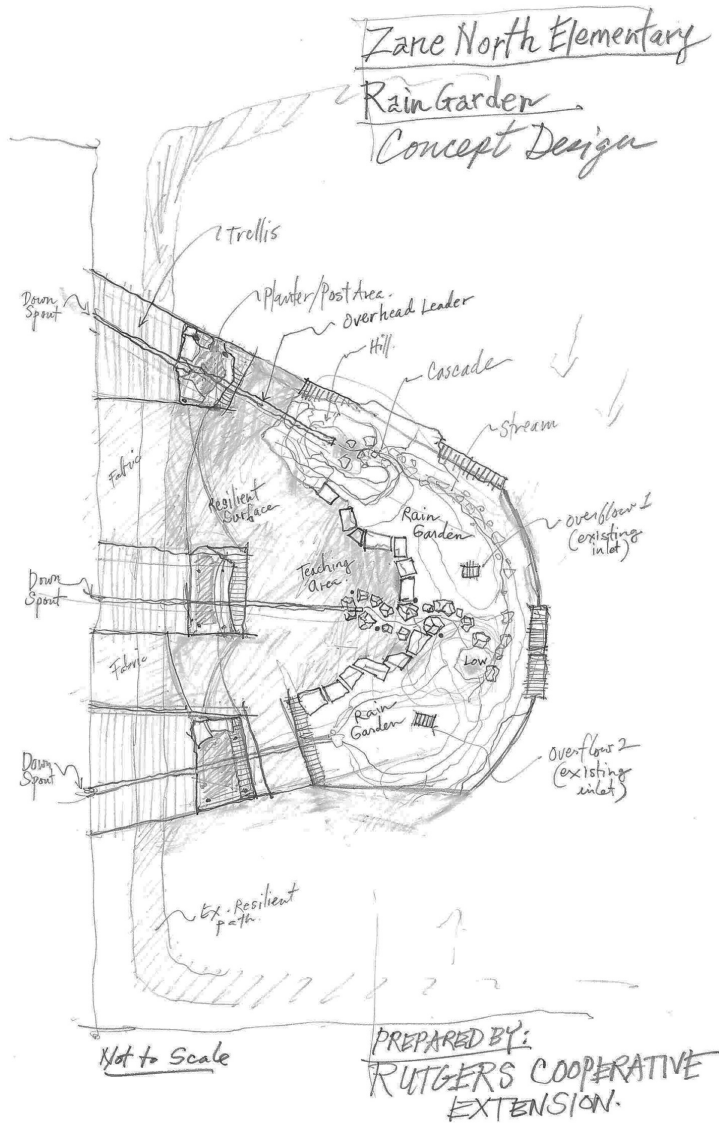 Zane North Elementary
Rain Garden
Concept Design
Trellis
Down
Spout
Planter/Post Area.
Overhead Leader
Hill.
Cascade
Stream
Fabric
Resilient
Surface
Rain
Garden
overflow 1
(existing
inlet)
Teaching
Area.
Down
Spout
Fabric
Low
Rain
Garden
Down
Spout
overflow 2
(existing
inlet)
Ex. Resilient
path.
Not to Scale
PREPARED BY:
RUTGERS COOPERATIVE
EXTENSION.